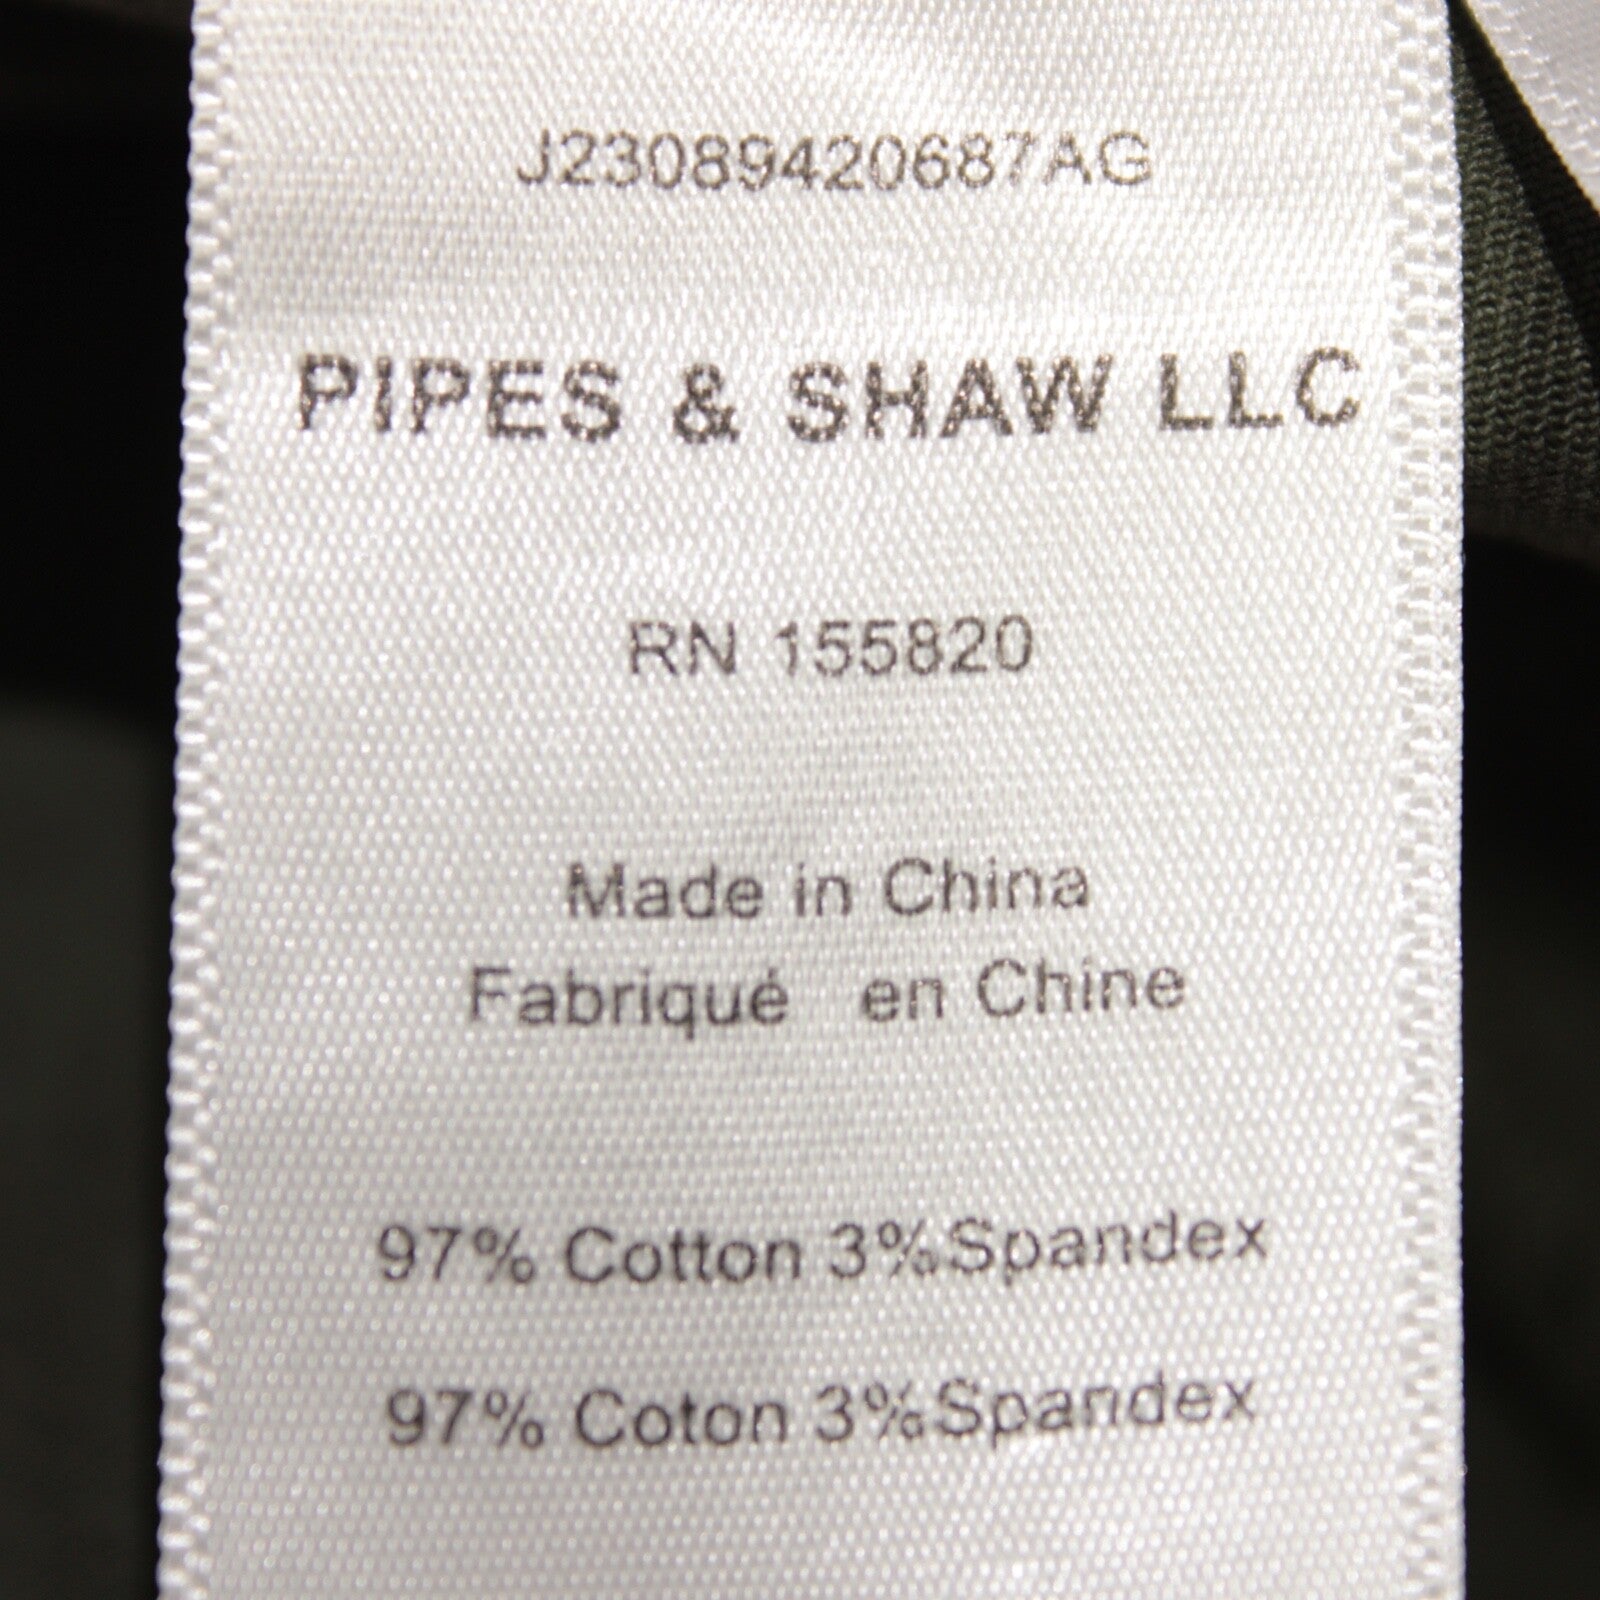 J23089420687AG
PIPES & SHAW LLC
RN 155820
Made in China
Fabriqué en Chine
97% Cotton 3%Spandex
97% Coton 3%Spandex